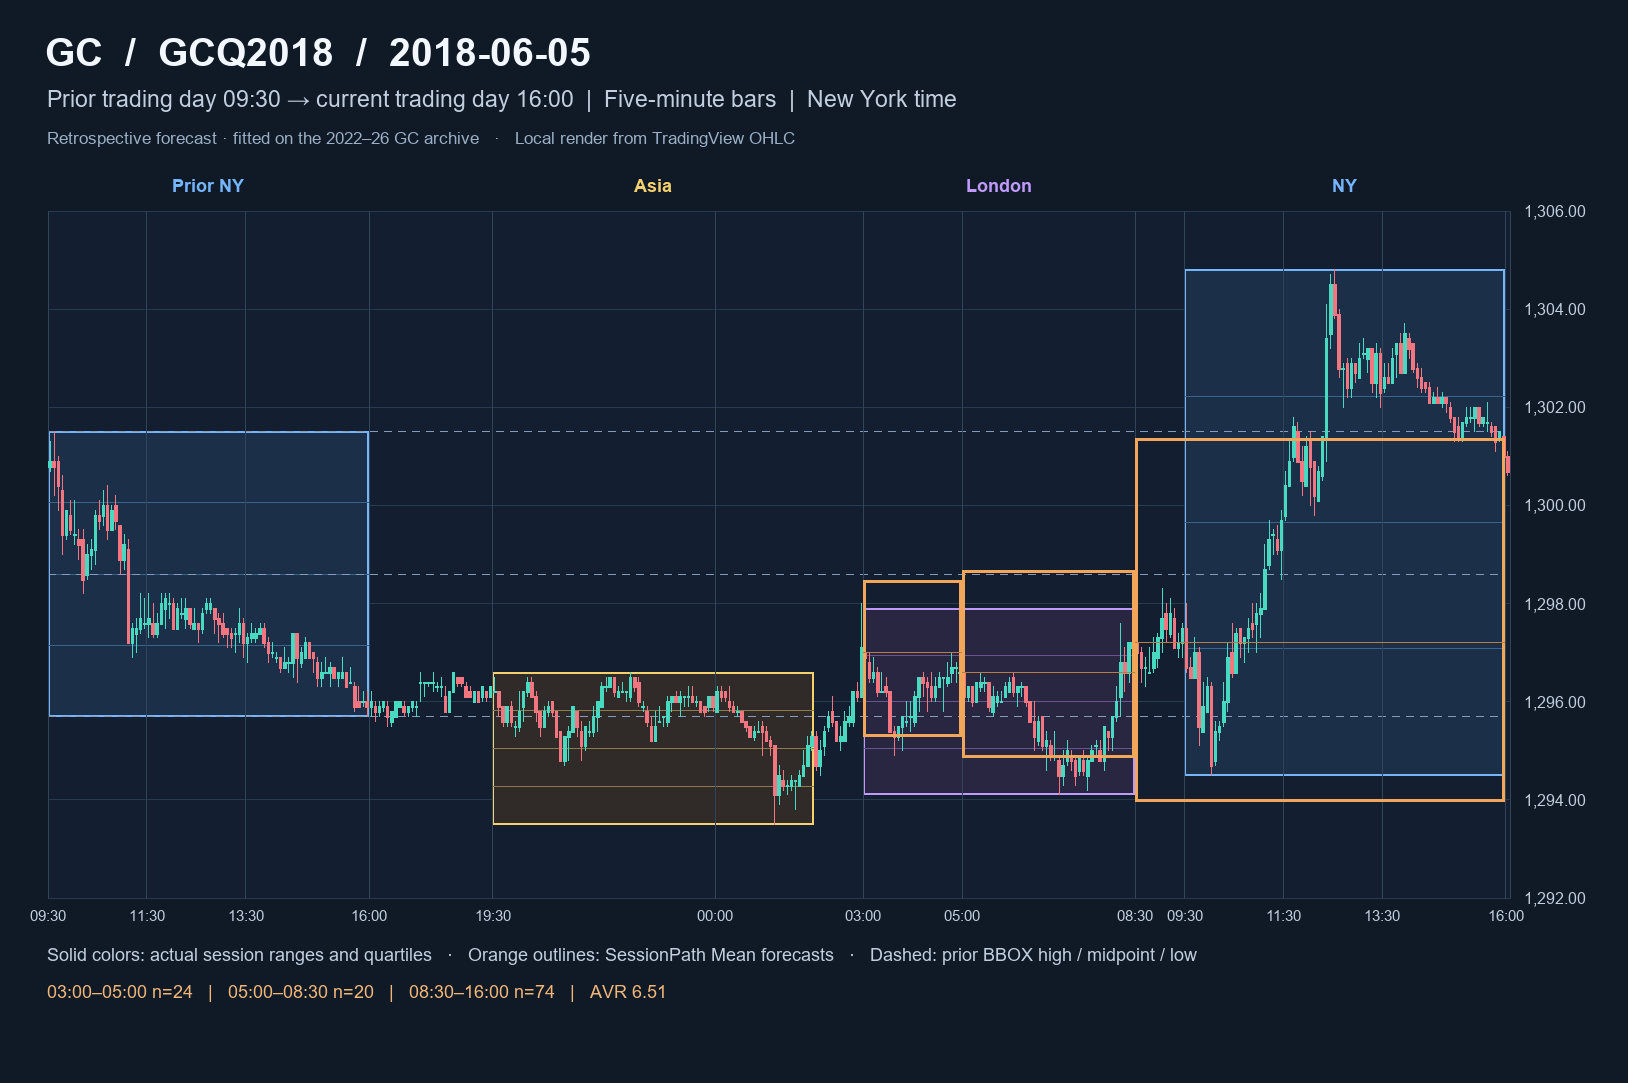 GC / GCQ2018 / 2018-06-05
Prior trading day 09:30 → current trading day 16:00 | Five-minute bars | New York time
Retrospective forecast · fitted on the 2022–26 GC archive · Local render from TradingView OHLC
Prior NY Asia London NY
1,306.00
1,304.00
1,302.00
1,300.00
1,298.00
1,296.00
1,294.00
1,292.00
09:30 11:30 13:30 16:00 19:30 00:00 03:00 05:00 08:30 09:30 11:30 13:30 16:00
Solid colors: actual session ranges and quartiles · Orange outlines: SessionPath Mean forecasts · Dashed: prior BBOX high / midpoint / low
03:00–05:00 n=24 | 05:00–08:30 n=20 | 08:30–16:00 n=74 | AVR 6.51